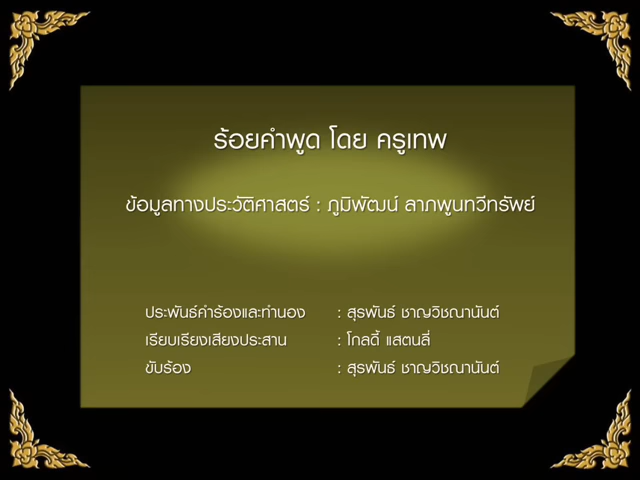 ร้อยคำพูด โดย ครูเทพ
ข้อมูลทางประวัติศาสตร์ : ภูมิพัฒน์ ลาภพูนทวีทรัพย์
ประพันธ์คำร้องและทำนอง : สุรพันธ์ ชาญวิชณานันต์
เรียบเรียงเสียงประสาน : โกลดี้ แสตนลี่
ขับร้อง : สุรพันธ์ ชาญวิชณานันต์